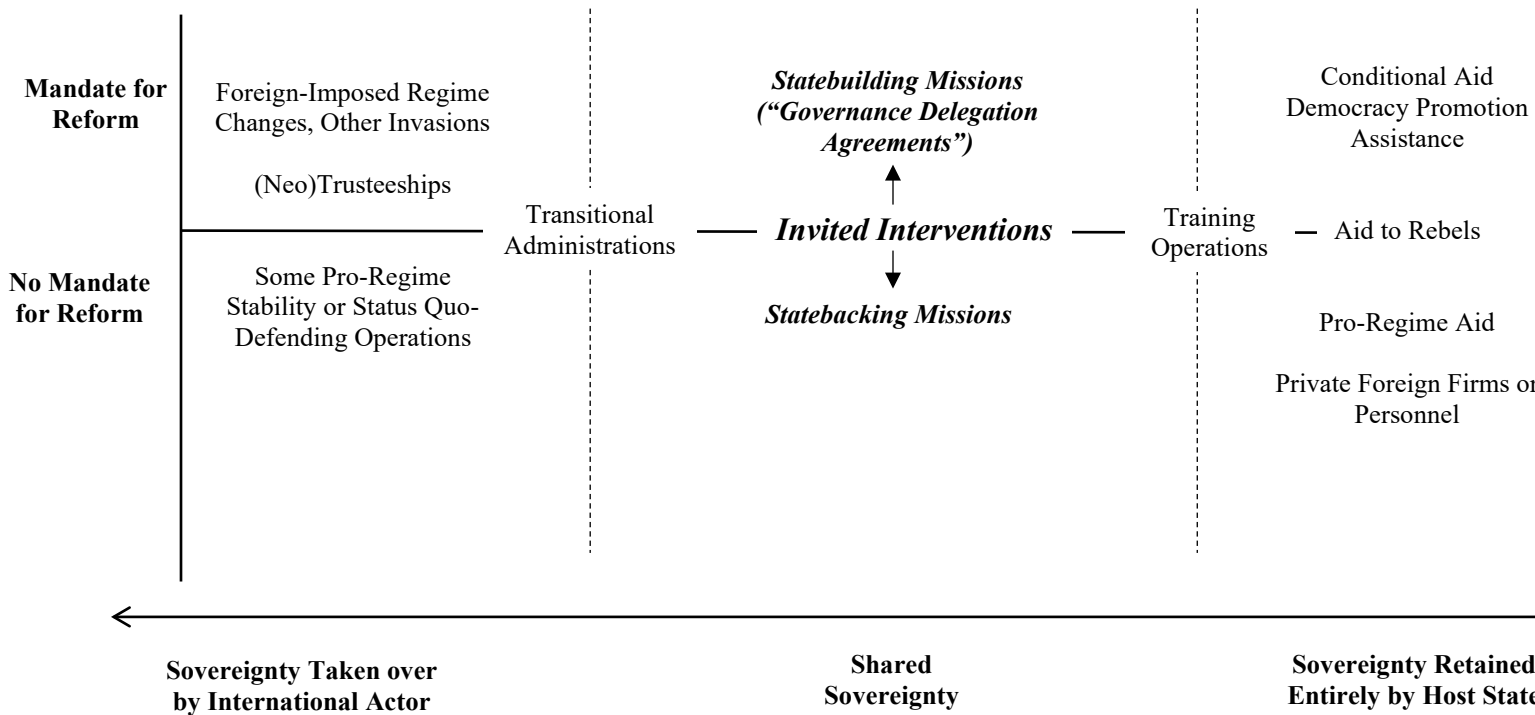 Mandate for
Reform
Foreign-Imposed Regime
Changes, Other Invasions
(Neo)Trusteeships
Statebuilding Missions
(“Governance Delegation
Agreements”)
Conditional Aid
Democracy Promotion
Assistance
Transitional
Administrations
Invited Interventions
Training
Operations
Aid to Rebels
No Mandate
for Reform
Some Pro-Regime
Stability or Status Quo-
Defending Operations
Statebacking Missions
Pro-Regime Aid
Private Foreign Firms or
Personnel
Sovereignty Taken over
by International Actor
Shared
Sovereignty
Sovereignty Retained
Entirely by Host State